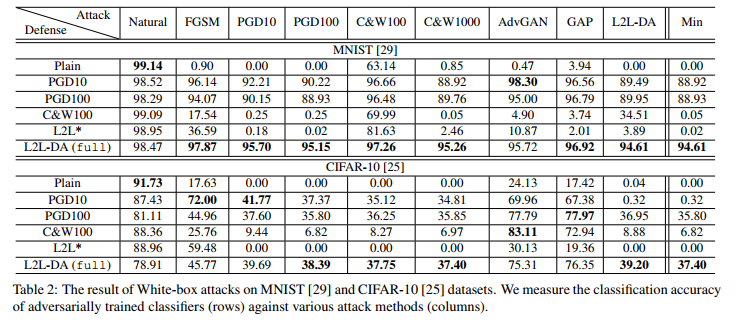 Attack Defense Natural FGSM PGD10 PGD100 C&W100 C&W1000 AdvGAN GAP L2L-DA Min
MNIST [29]
Plain 99.14 0.90 0.00 0.00 63.14 0.85 0.47 3.94 0.00 0.00
PGD10 98.52 96.14 92.21 90.22 96.66 88.92 98.30 96.56 89.49 88.92
PGD100 98.29 94.07 90.15 88.93 96.48 89.76 95.00 96.79 89.95 88.93
C&W100 99.09 17.54 0.25 0.25 69.99 0.05 4.90 3.74 34.51 0.05
L2L* 98.95 36.59 0.18 0.02 81.63 2.46 10.87 2.01 3.89 0.02
L2L-DA (full) 98.47 97.87 95.70 95.15 97.26 95.26 95.72 96.92 94.61 94.61
CIFAR-10 [25]
Plain 91.73 17.63 0.00 0.00 0.00 0.00 24.13 17.42 0.04 0.00
PGD10 87.43 72.00 41.77 37.37 35.12 34.81 69.96 67.38 0.32 0.32
PGD100 81.11 44.96 37.60 35.80 36.25 35.85 77.79 77.97 36.95 35.80
C&W100 88.36 25.76 9.44 6.82 8.27 6.97 83.11 72.94 8.88 6.82
L2L* 88.96 59.48 0.00 0.00 0.00 0.00 30.13 19.36 0.00 0.00
L2L-DA (full) 78.91 45.77 39.69 38.39 37.75 37.40 75.31 76.35 39.20 37.40
Table 2: The result of White-box attacks on MNIST [29] and CIFAR-10 [25] datasets. We measure the classification accuracy
of adversarially trained classifiers (rows) against various attack methods (columns).